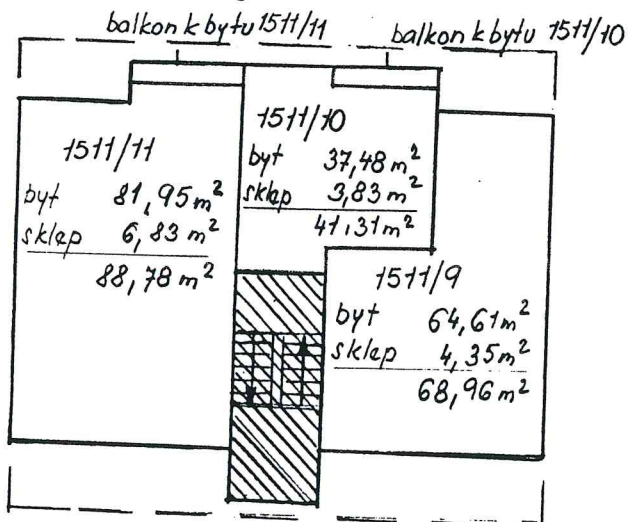 balkon k bytu 1511/11
balkon k bytu 1511/10
1511/11
byt 81,95 m²
sklep 6,83 m²
88,78 m²
1511/10
byt 37,48 m²
sklep 3,83 m²
41,31 m²
1511/9
byt 64,61 m²
sklep 4,35 m²
68,96 m²